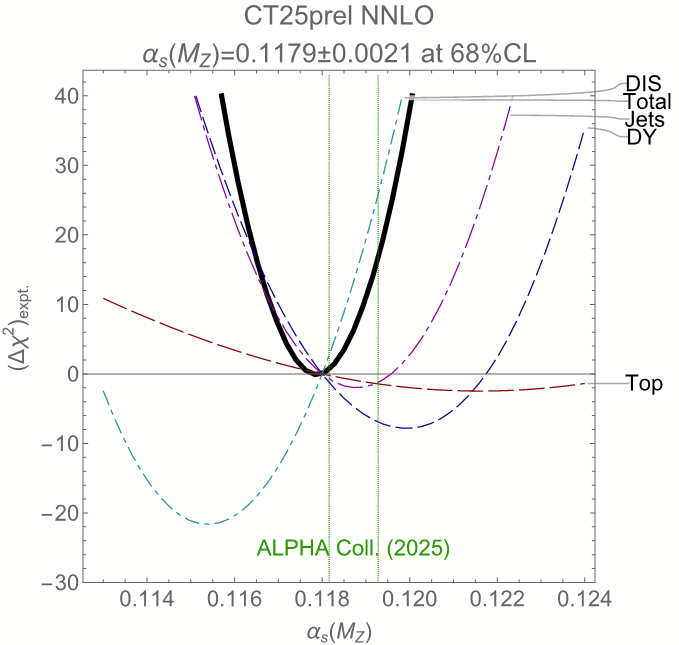 CT25prel NNLO
αₛ(M_Z)=0.1179±0.0021 at 68%CL
DIS
Total
Jets
DY
Top
40
30
20
10
0
−10
−20
−30
(Δχ²)expt.
ALPHA Coll. (2025)
0.114 0.116 0.118 0.120 0.122 0.124
αₛ(M_Z)